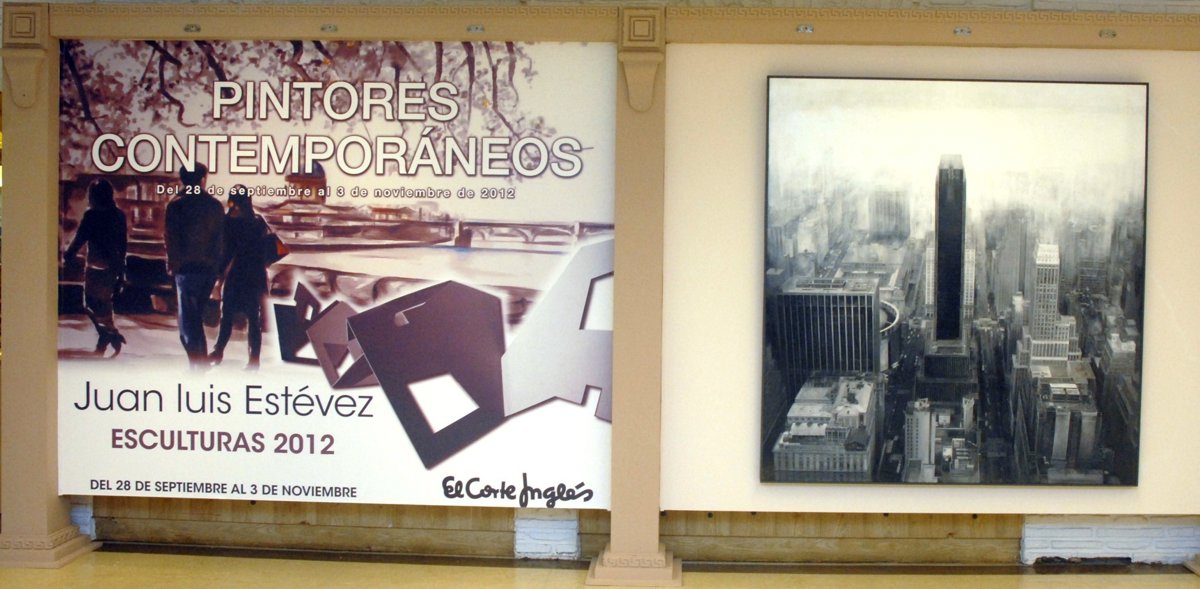 PINTORES
CONTEMPORÁNEOS
Del 28 de septiembre al 3 de noviembre de 2012
Juan luis Estévez
ESCULTURAS 2012
DEL 28 DE SEPTIEMBRE AL 3 DE NOVIEMBRE
El Corte Inglés